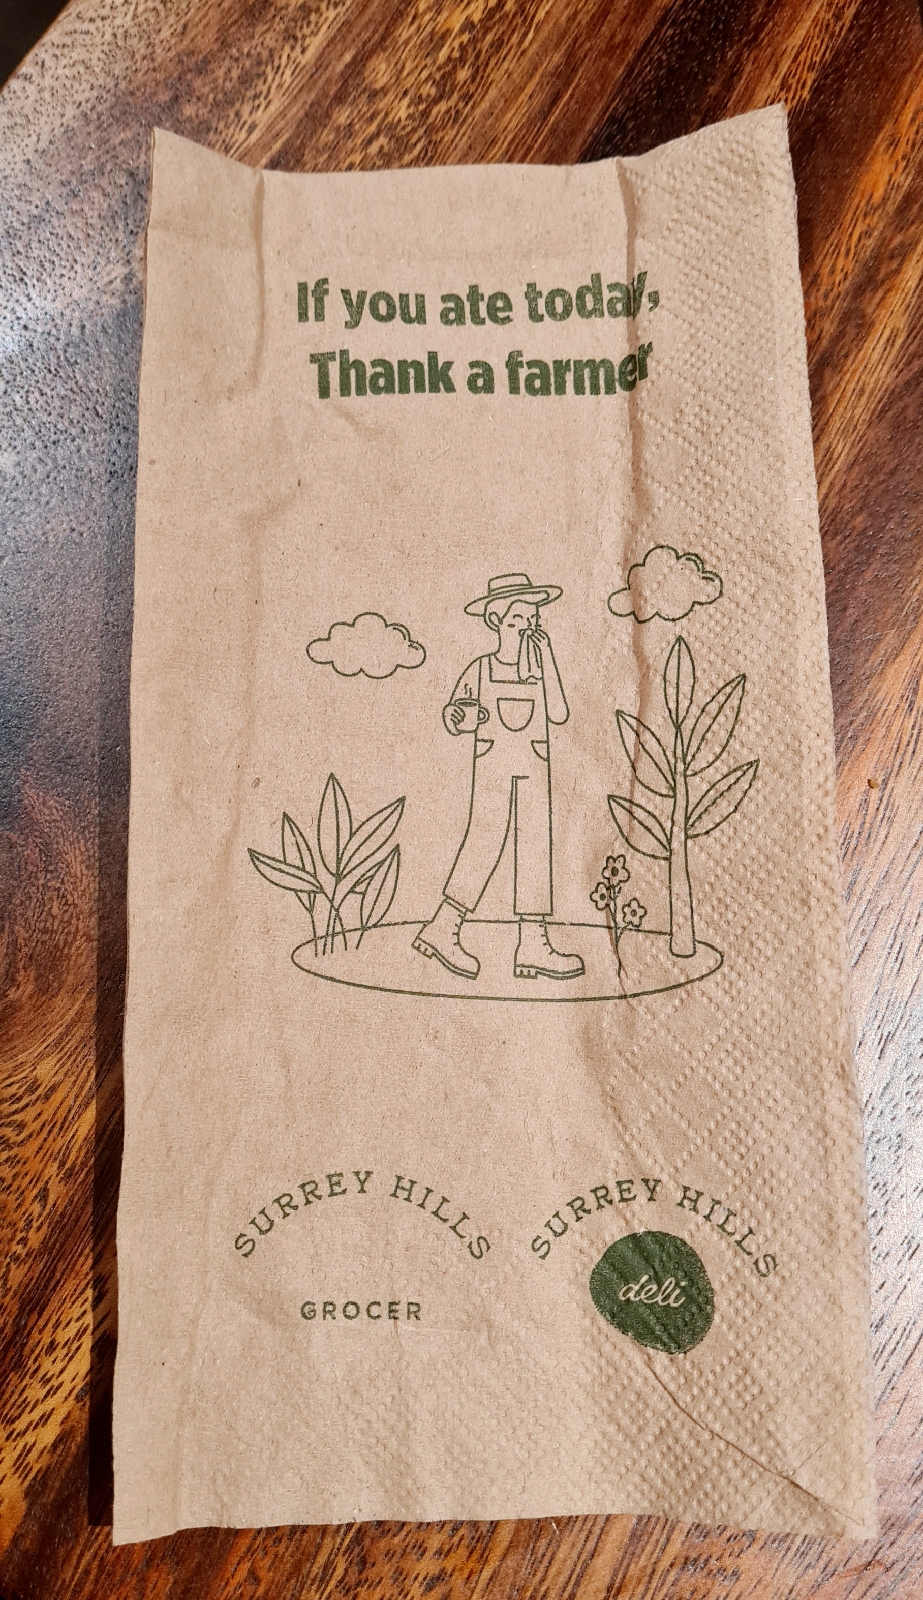 If you ate today,
Thank a farmer
SURREY HILLS
GROCER
SURREY HILLS
deli